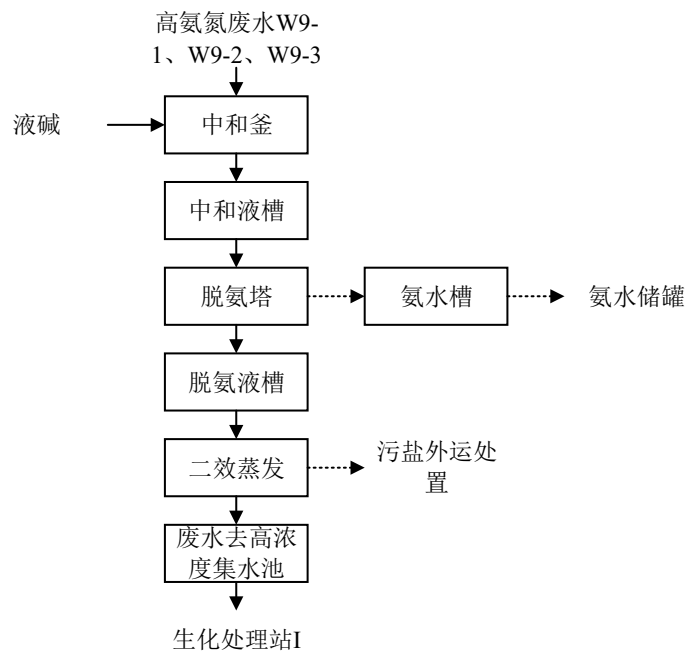 高氨氮废水W9-
1、W9-2、W9-3
液碱
中和釜
中和液槽
脱氨塔
氨水槽
氨水储罐
脱氨液槽
二效蒸发
污盐外运处
置
废水去高浓
度集水池
生化处理站I